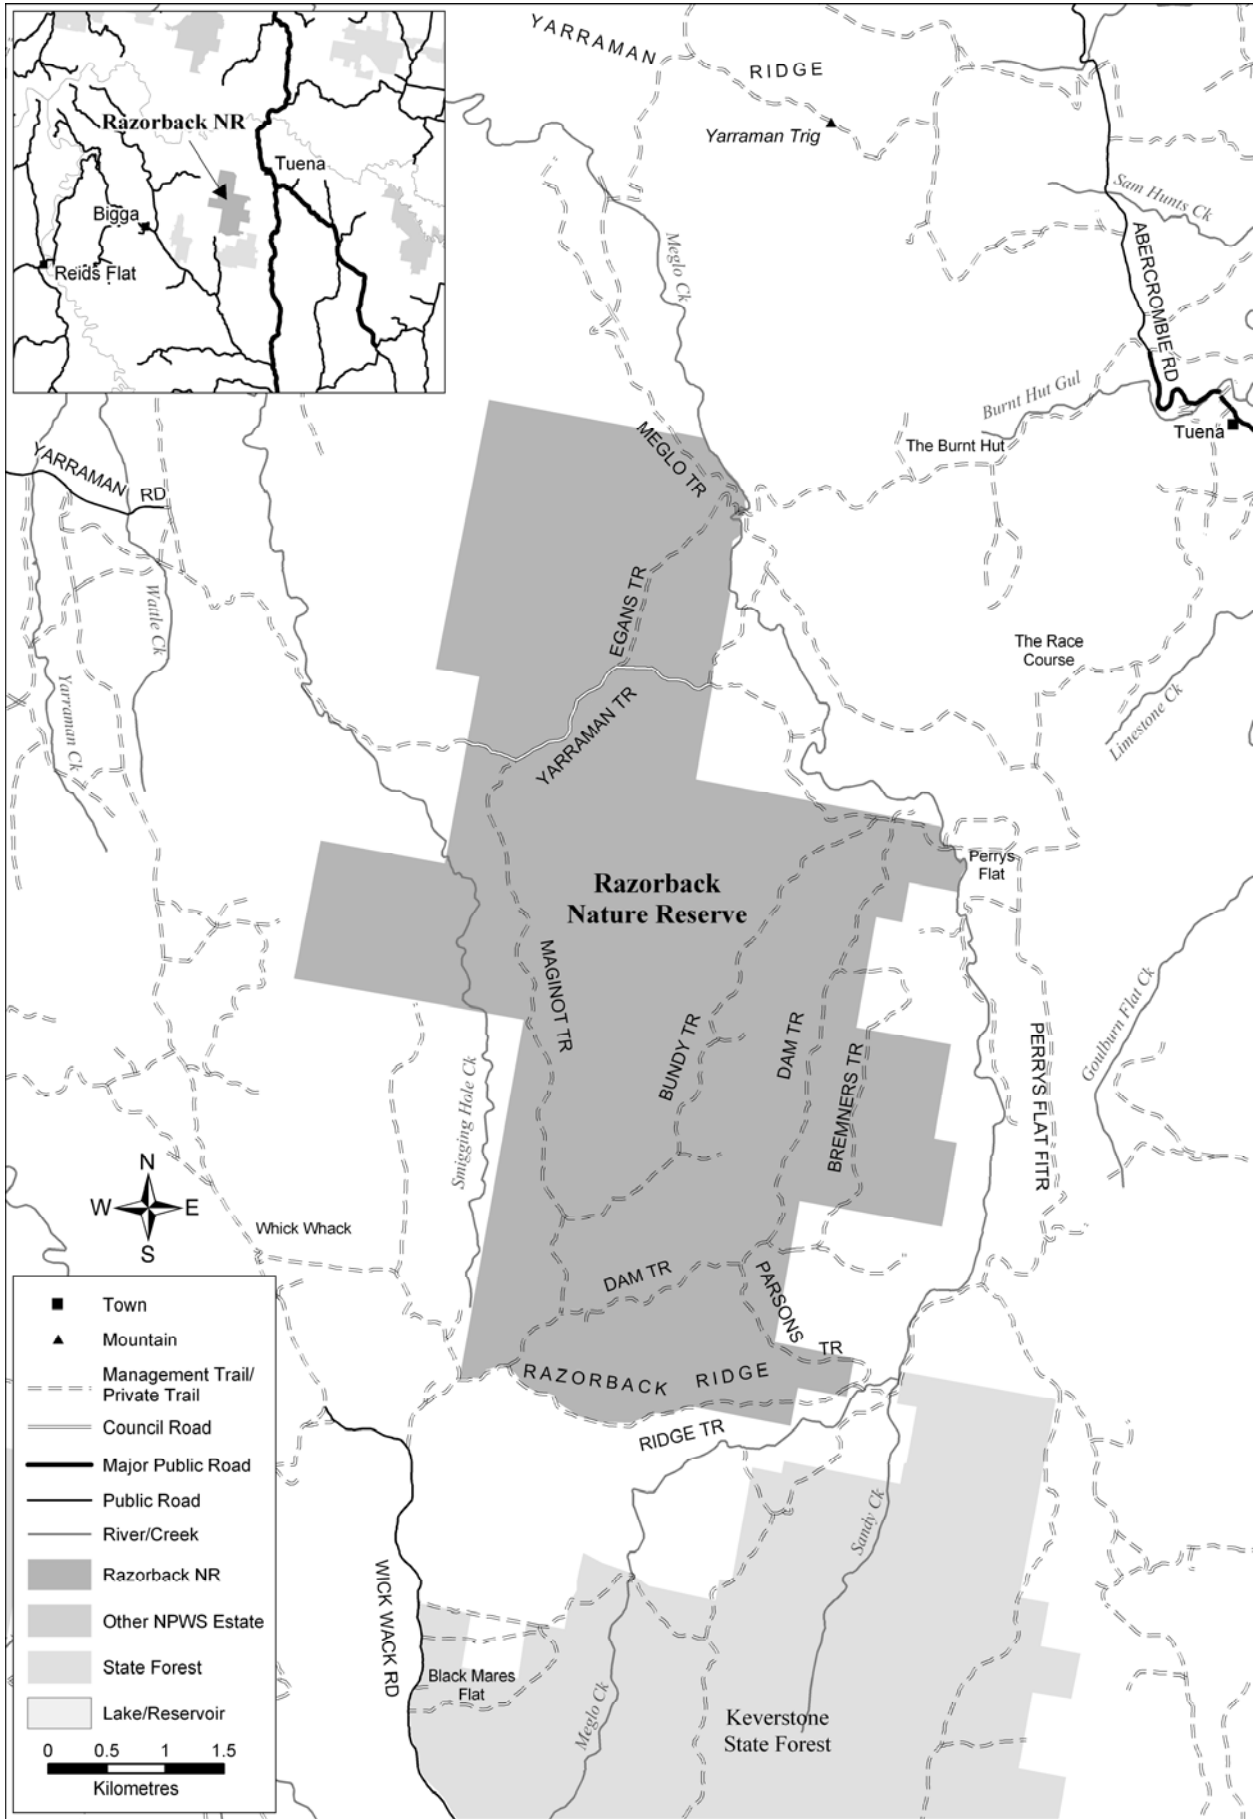 Razorback NR
Tuena
Bigga
Reids Flat
YARRAMAN
RIDGE
Yarraman Trig
Meglo Ck
Sam Hunts Ck
ABERCROMBIE RD
Burnt Hut Gul
The Burnt Hut
Tuena
YARRAMAN
RD
MEGLO TR
Wattle Ck
EGANS TR
Yarraman Ck
YARRAMAN TR
The Race
Course
Limestone Ck
Perrys
Flat
Razorback
Nature Reserve
MAGINOT TR
BUNDY TR
DAM TR
BREMNERS TR
PERRYS FLAT FITR
Goulburn Flat Ck
Smigging Hole Ck
N
W
E
S
Whick Whack
DAM TR
PARSONS
TR
RAZORBACK RIDGE
RIDGE TR
Sandy Ck
WICK WACK RD
Black Mares
Flat
Meglo Ck
Keverstone
State Forest
Town
Mountain
Management Trail/
Private Trail
Council Road
Major Public Road
Public Road
River/Creek
Razorback NR
Other NPWS Estate
State Forest
Lake/Reservoir
0 0.5 1 1.5
Kilometres